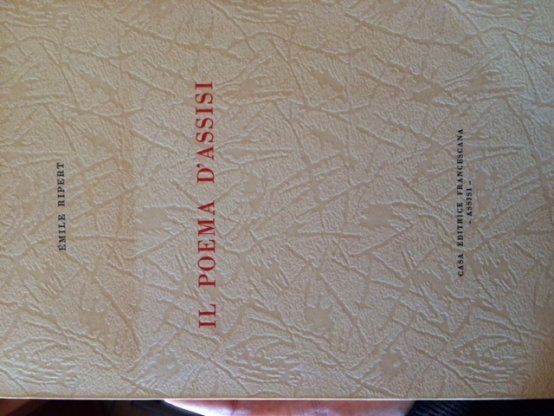 ÉMILE RIPERT
IL POEMA D'ASSISI
CASA EDITRICE FRANCESCANA
- ASSISI -